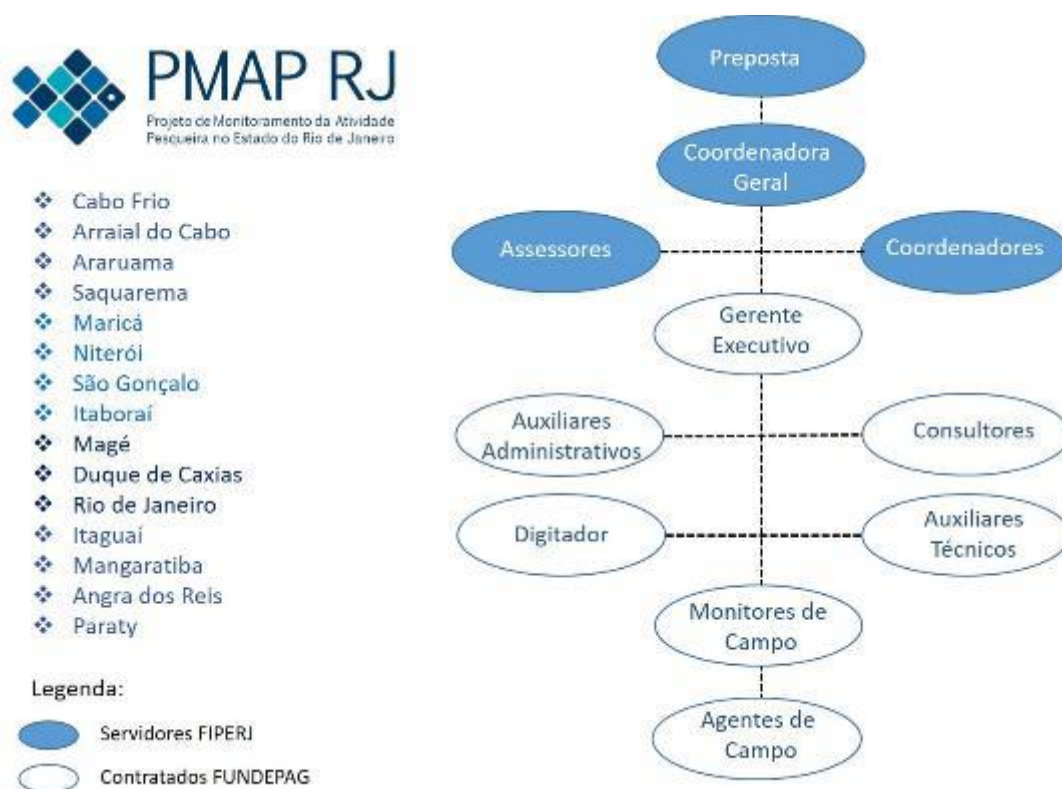 PMAP RJ
Projeto de Monitoramento da Atividade
Pesqueira no Estado do Rio de Janeiro
❖ Cabo Frio
❖ Arraial do Cabo
❖ Araruama
❖ Saquarema
❖ Maricá
❖ Niterói
❖ São Gonçalo
❖ Itaboraí
❖ Magé
❖ Duque de Caxias
❖ Rio de Janeiro
❖ Itaguaí
❖ Mangaratiba
❖ Angra dos Reis
❖ Paraty
Legenda:
Servidores FIPERJ
Contratados FUNDEPAG
Preposta
Coordenadora
Geral
Assessores
Coordenadores
Gerente
Executivo
Auxiliares
Administrativos
Consultores
Digitador
Auxiliares
Técnicos
Monitores de
Campo
Agentes de
Campo